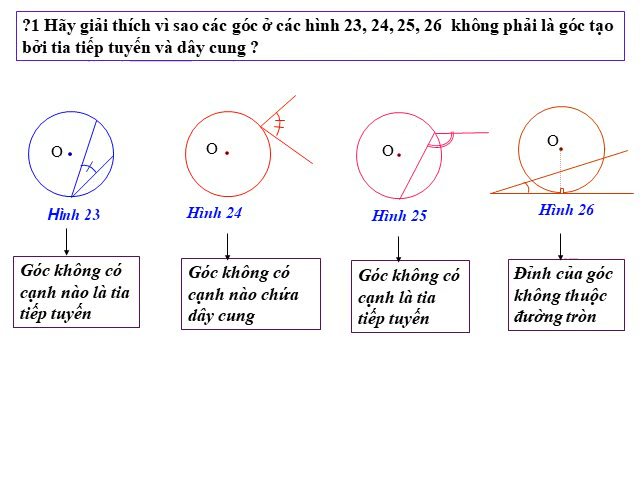 ?1 Hãy giải thích vì sao các góc ở các hình 23, 24, 25, 26 không phải là góc tạo
bởi tia tiếp tuyến và dây cung ?
O
O
O
O
Hình 23
Hình 24
Hình 25
Hình 26
Góc không có
cạnh nào là tia
tiếp tuyến
Góc không có
cạnh nào chứa
dây cung
Góc không có
cạnh là tia
tiếp tuyến
Đỉnh của góc
không thuộc
đường tròn